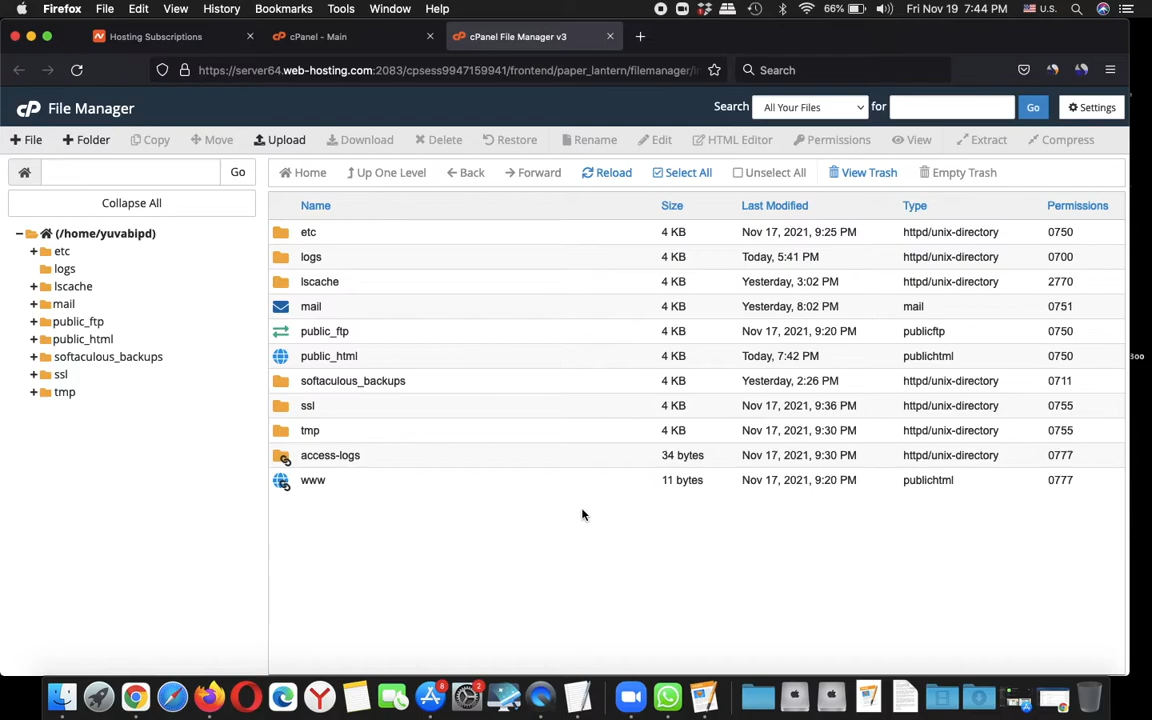 Firefox File Edit View History Bookmarks Tools Window Help 66% Fri Nov 19 7:44 PM U.S.
Hosting Subscriptions cPanel - Main cPanel File Manager v3
https://server64.web-hosting.com:2083/cpsess9947159941/frontend/paper_lantern/filemanager/i Search
cP File Manager Search All Your Files for Go Settings
File Folder Copy Move Upload Download Delete Restore Rename Edit HTML Editor Permissions View Extract Compress
Go Home Up One Level Back Forward Reload Select All Unselect All View Trash Empty Trash
Collapse All
Name Size Last Modified Type Permissions
(/home/yuvabipd)
etc
logs
lscache
mail
public_ftp
public_html
softaculous_backups
ssl
tmp
etc 4 KB Nov 17, 2021, 9:25 PM httpd/unix-directory 0750
logs 4 KB Today, 5:41 PM httpd/unix-directory 0700
lscache 4 KB Yesterday, 3:02 PM httpd/unix-directory 2770
mail 4 KB Yesterday, 8:02 PM mail 0751
public_ftp 4 KB Nov 17, 2021, 9:20 PM publicftp 0750
public_html 4 KB Today, 7:42 PM publichtml 0750
softaculous_backups 4 KB Yesterday, 2:26 PM httpd/unix-directory 0711
ssl 4 KB Nov 17, 2021, 9:36 PM httpd/unix-directory 0755
tmp 4 KB Nov 17, 2021, 9:30 PM httpd/unix-directory 0755
access-logs 34 bytes Nov 17, 2021, 9:30 PM httpd/unix-directory 0777
www 11 bytes Nov 17, 2021, 9:20 PM publichtml 0777
8 2